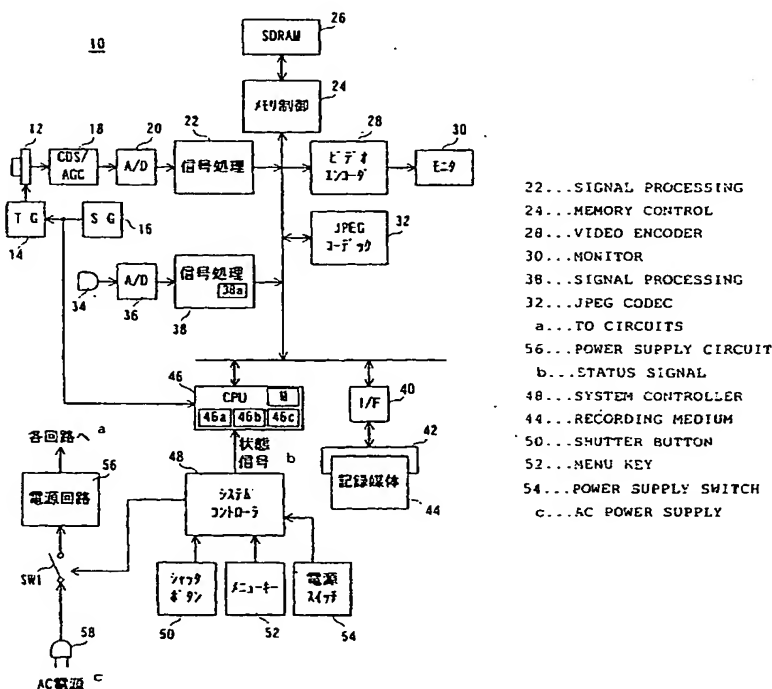 10
SDRAM
26
メモリ制御
24
12
18
20
22
28
30
CDS/
AGC
A/D
信号処理
ビデオ
エンコーダ
モニタ
TG
SG
14
16
JPEG
コーデック
32
34
A/D
36
信号処理
38a
38
46
CPU
46a
46b
46c
I/F
40
42
記録媒体
44
各回路へ a
状態
信号 b
56
電源回路
48
システム
コントローラ
SW1
シャッタ
ボタン
メニューキー
電源
スイッチ
50
52
54
58
AC電源 c
22...SIGNAL PROCESSING
24...MEMORY CONTROL
28...VIDEO ENCODER
30...MONITOR
38...SIGNAL PROCESSING
32...JPEG CODEC
a...TO CIRCUITS
56...POWER SUPPLY CIRCUIT
b...STATUS SIGNAL
48...SYSTEM CONTROLLER
44...RECORDING MEDIUM
50...SHUTTER BUTTON
52...MENU KEY
54...POWER SUPPLY SWITCH
c...AC POWER SUPPLY